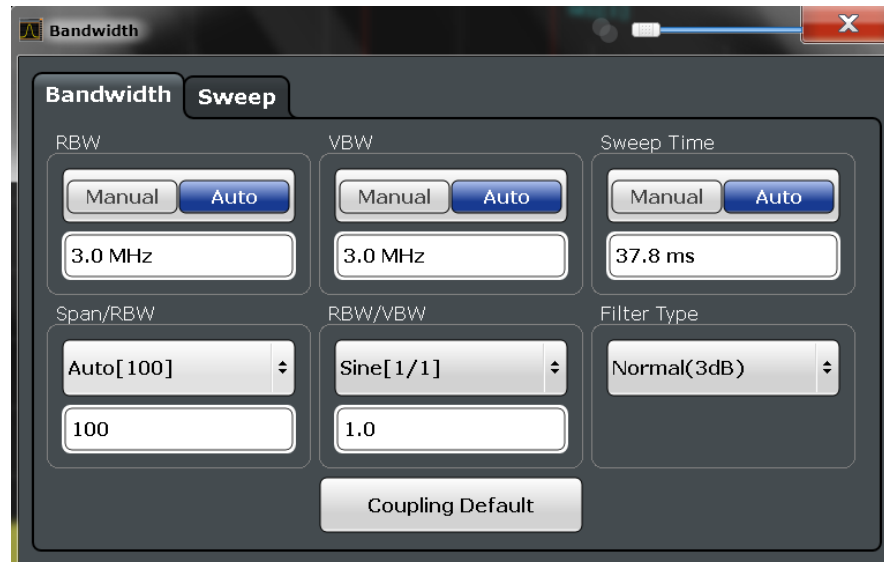 Bandwidth
Bandwidth Sweep
RBW VBW Sweep Time
Manual Auto Manual Auto Manual Auto
3.0 MHz 3.0 MHz 37.8 ms
Span/RBW RBW/VBW Filter Type
Auto[100] Sine[1/1] Normal(3dB)
100 1.0
Coupling Default